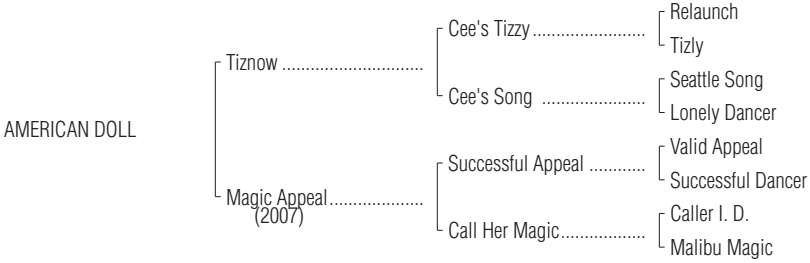 Relaunch
Cee's Tizzy ........................
Tizly
Tiznow ..............................
Seattle Song
Cee's Song ......................
Lonely Dancer
AMERICAN DOLL
Valid Appeal
Successful Appeal ............
Successful Dancer
Magic Appeal....................
(2007)
Caller I. D.
Call Her Magic..................
Malibu Magic